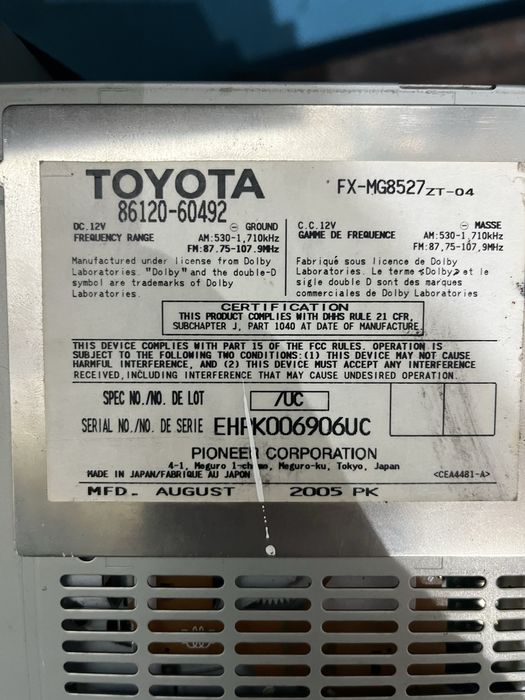 TOYOTA
86120-60492
FX-MG8527ZT-04
DC.12V ⊖ GROUND
FREQUENCY RANGE AM:530-1,710kHz
FM:87.75-107.9MHz
Manufactured under license from Dolby
Laboratories. "Dolby" and the double-D
symbol are trademarks of Dolby
Laboratories.
C.C.12V ⊖ MASSE
GAMME DE FREQUENCE AM:530-1,710kHz
FM:87,75-107,9MHz
Fabriqué sous licence de Dolby
Laboratories. Le terme «Dolby» et le
sigle double D sont des marques
commerciales de Dolby Laboratories
CERTIFICATION
THIS PRODUCT COMPLIES WITH DHHS RULE 21 CFR,
SUBCHAPTER J, PART 1040 AT DATE OF MANUFACTURE.
THIS DEVICE COMPLIES WITH PART 15 OF THE FCC RULES. OPERATION IS
SUBJECT TO THE FOLLOWING TWO CONDITIONS:(1) THIS DEVICE MAY NOT CAUSE
HARMFUL INTERFERENCE, AND (2) THIS DEVICE MUST ACCEPT ANY INTERFERENCE
RECEIVED, INCLUDING INTERFERENCE THAT MAY CAUSE UNDESIRED OPERATION.
SPEC NO./NO. DE LOT /UC
SERIAL NO./NO. DE SERIE EHPK006906UC
PIONEER CORPORATION
4-1, Meguro 1-chome, Meguro-ku, Tokyo, Japan
MADE IN JAPAN/FABRIQUÉ AU JAPON <CEA4481-A>
MFD. AUGUST 2005 PK